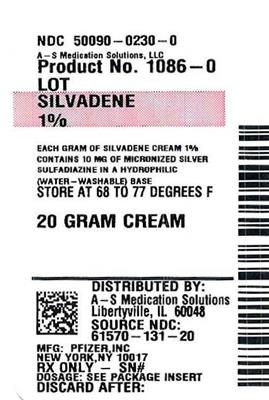 NDC 50090-0230-0
A-S Medication Solutions, LLC
Product No. 1086-0
LOT
SILVADENE
1%
EACH GRAM OF SILVADENE CREAM 1%
CONTAINS 10 MG OF MICRONIZED SILVER
SULFADIAZINE IN A HYDROPHILIC
(WATER-WASHABLE) BASE
STORE AT 68 TO 77 DEGREES F
20 GRAM CREAM
DISTRIBUTED BY:
A-S Medication Solutions
Libertyville, IL 60048
SOURCE NDC:
61570-131-20
MFG: PFIZER,INC
NEW YORK,NY 10017
RX ONLY - SN#
DOSAGE: SEE PACKAGE INSERT
DISCARD AFTER: